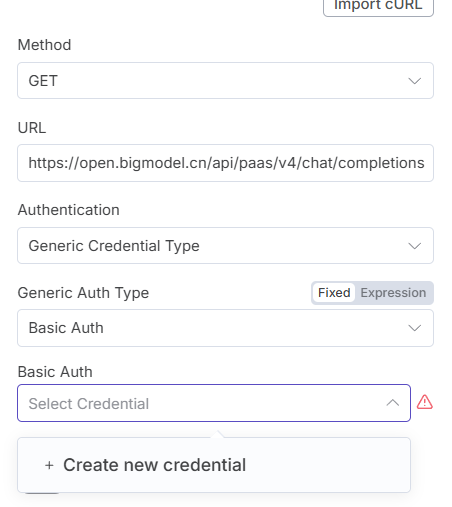 Import cURL
Method
GET
URL
https://open.bigmodel.cn/api/paas/v4/chat/completions
Authentication
Generic Credential Type
Generic Auth Type
Fixed Expression
Basic Auth
Basic Auth
Select Credential
+ Create new credential